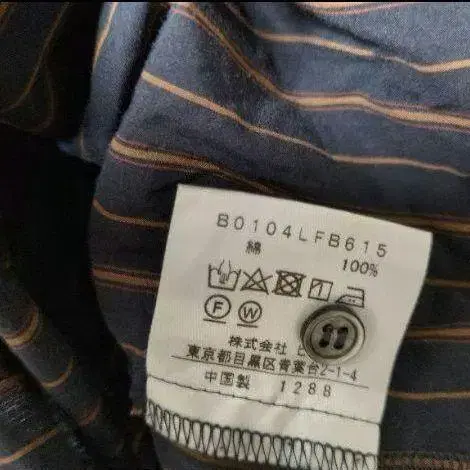 B0104LFB615
綿 100%
F W
株式会社
東京都目黒区青葉台2-1-4
中国製 1288